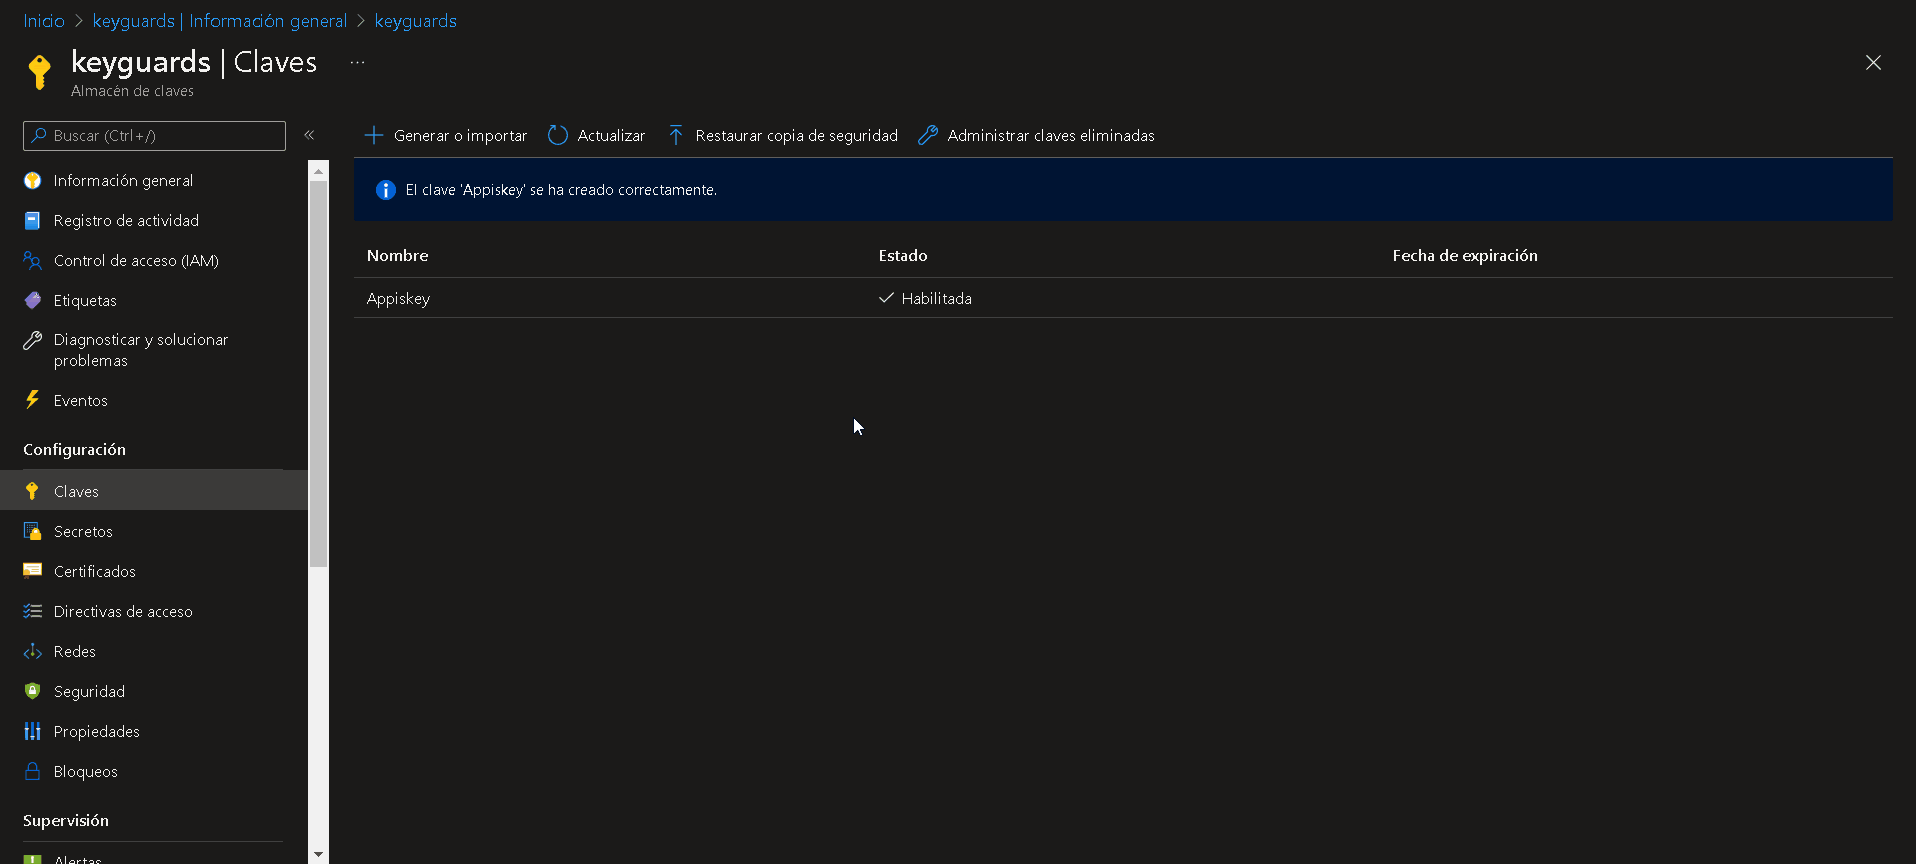 Inicio > keyguards | Información general > keyguards
keyguards | Claves ...
Almacén de claves
Buscar (Ctrl+/)
«
Información general
Registro de actividad
Control de acceso (IAM)
Etiquetas
Diagnosticar y solucionar
problemas
Eventos
Configuración
Claves
Secretos
Certificados
Directivas de acceso
Redes
Seguridad
Propiedades
Bloqueos
Supervisión
Alertas
Generar o importar Actualizar Restaurar copia de seguridad Administrar claves eliminadas
El clave 'Appiskey' se ha creado correctamente.
Nombre Estado Fecha de expiración
Appiskey Habilitada